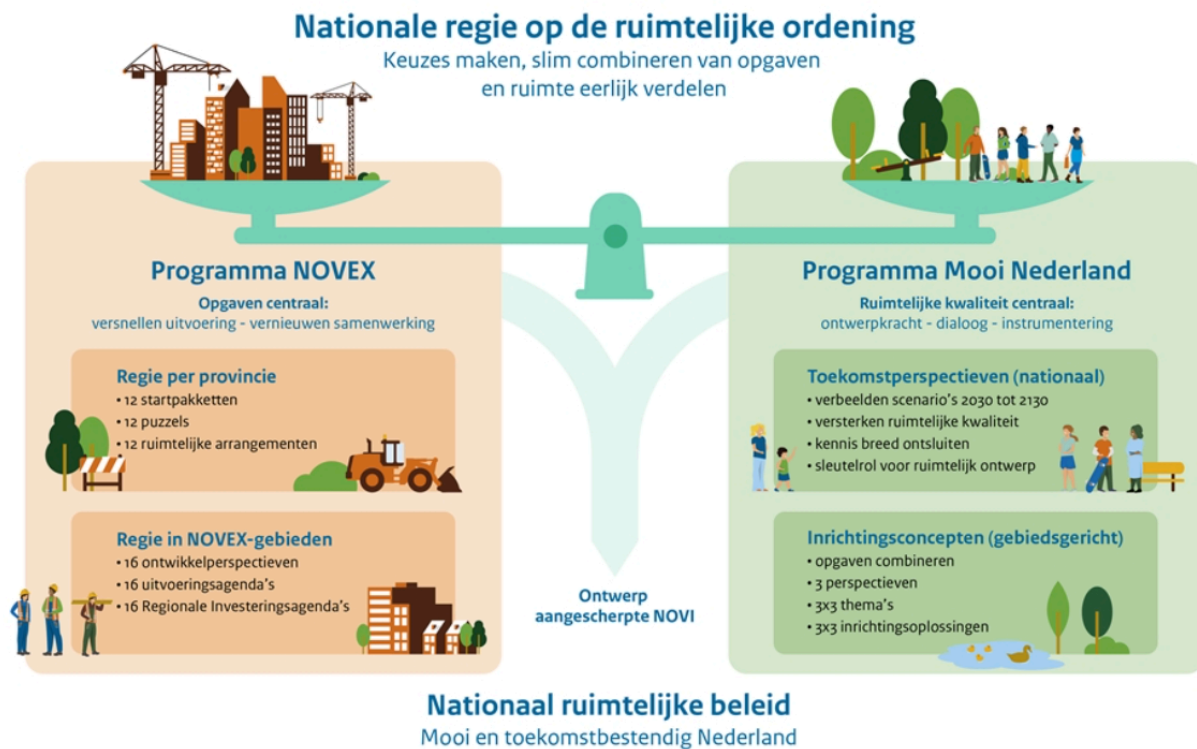 Nationale regie op de ruimtelijke ordening
Keuzes maken, slim combineren van opgaven
en ruimte eerlijk verdelen
Programma NOVEX
Opgaven centraal:
versnellen uitvoering - vernieuwen samenwerking
Regie per provincie
• 12 startpakketten
• 12 puzzels
• 12 ruimtelijke arrangementen
Regie in NOVEX-gebieden
• 16 ontwikkelperspectieven
• 16 uitvoeringsagenda's
• 16 Regionale Investeringsagenda's
Ontwerp
aangescherpte NOVI
Programma Mooi Nederland
Ruimtelijke kwaliteit centraal:
ontwerpkracht - dialoog - instrumentering
Toekomstperspectieven (nationaal)
• verbeelden scenario's 2030 tot 2130
• versterken ruimtelijke kwaliteit
• kennis breed ontsluiten
• sleutelrol voor ruimtelijk ontwerp
Inrichtingsconcepten (gebiedsgericht)
• opgaven combineren
• 3 perspectieven
• 3x3 thema's
• 3x3 inrichtingsoplossingen
Nationaal ruimtelijke beleid
Mooi en toekomstbestendig Nederland